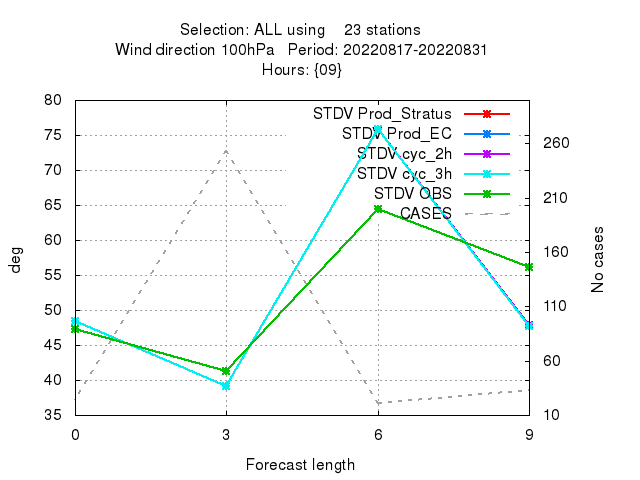 Selection: ALL using    23 stations
Wind direction 100hPa   Period: 20220817-20220831
Hours: {09}
80
75
70
65
60
55
50
45
40
35
deg
STDV Prod_Stratus
STDV Prod_EC
STDV cyc_2h
STDV cyc_3h
STDV OBS
CASES
260
210
160
110
60
10
No cases
0 3 6 9
Forecast length